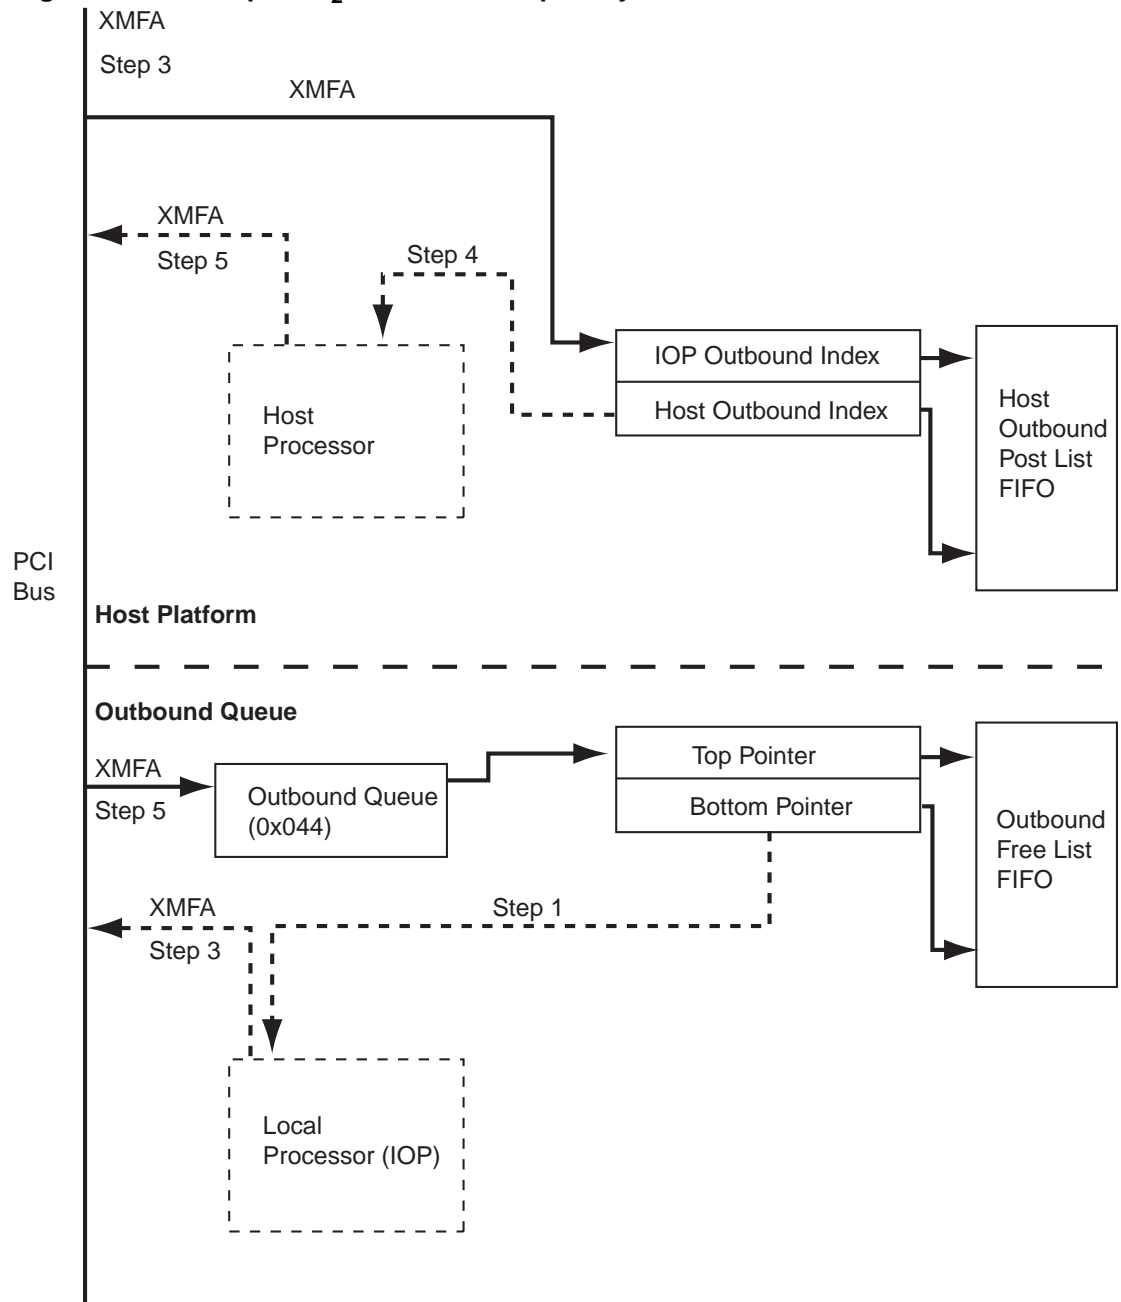 XMFA
Step 3
XMFA
XMFA
Step 5
Step 4
IOP Outbound Index
Host Outbound Index
Host
Outbound
Post List
FIFO
Host
Processor
PCI
Bus
Host Platform
Outbound Queue
XMFA
Step 5
Outbound Queue
(0x044)
Top Pointer
Bottom Pointer
Outbound
Free List
FIFO
XMFA
Step 3
Step 1
Local
Processor (IOP)